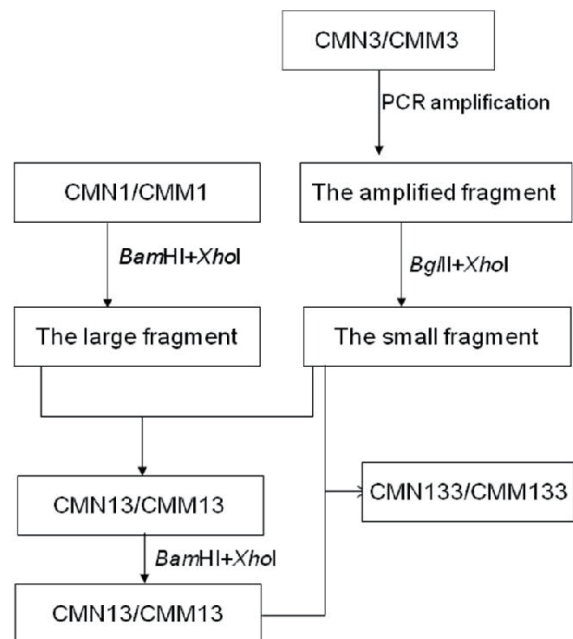 CMN3/CMM3
PCR amplification
CMN1/CMM1
The amplified fragment
BamHI+XhoI
BglII+XhoI
The large fragment
The small fragment
CMN13/CMM13
CMN133/CMM133
BamHI+XhoI
CMN13/CMM13